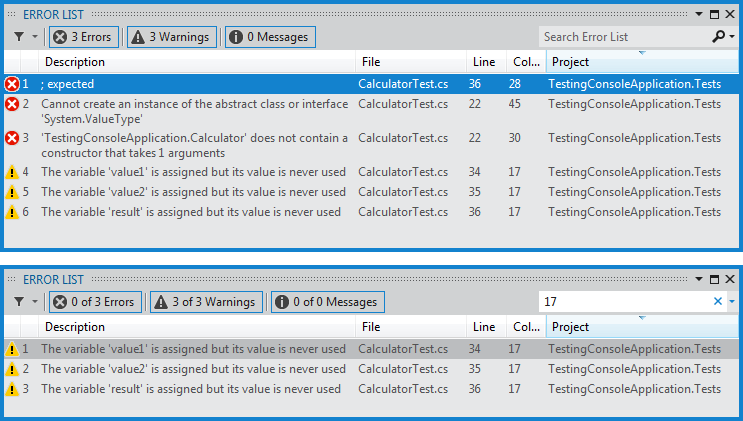 ERROR LIST
3 Errors 3 Warnings 0 Messages Search Error List
Description File Line Col... Project
1 ; expected CalculatorTest.cs 36 28 TestingConsoleApplication.Tests
2 Cannot create an instance of the abstract class or interface CalculatorTest.cs 22 45 TestingConsoleApplication.Tests
'System.ValueType'
3 'TestingConsoleApplication.Calculator' does not contain a CalculatorTest.cs 22 30 TestingConsoleApplication.Tests
constructor that takes 1 arguments
4 The variable 'value1' is assigned but its value is never used CalculatorTest.cs 34 17 TestingConsoleApplication.Tests
5 The variable 'value2' is assigned but its value is never used CalculatorTest.cs 35 17 TestingConsoleApplication.Tests
6 The variable 'result' is assigned but its value is never used CalculatorTest.cs 36 17 TestingConsoleApplication.Tests
ERROR LIST
0 of 3 Errors 3 of 3 Warnings 0 of 0 Messages 17
Description File Line Col... Project
1 The variable 'value1' is assigned but its value is never used CalculatorTest.cs 34 17 TestingConsoleApplication.Tests
2 The variable 'value2' is assigned but its value is never used CalculatorTest.cs 35 17 TestingConsoleApplication.Tests
3 The variable 'result' is assigned but its value is never used CalculatorTest.cs 36 17 TestingConsoleApplication.Tests